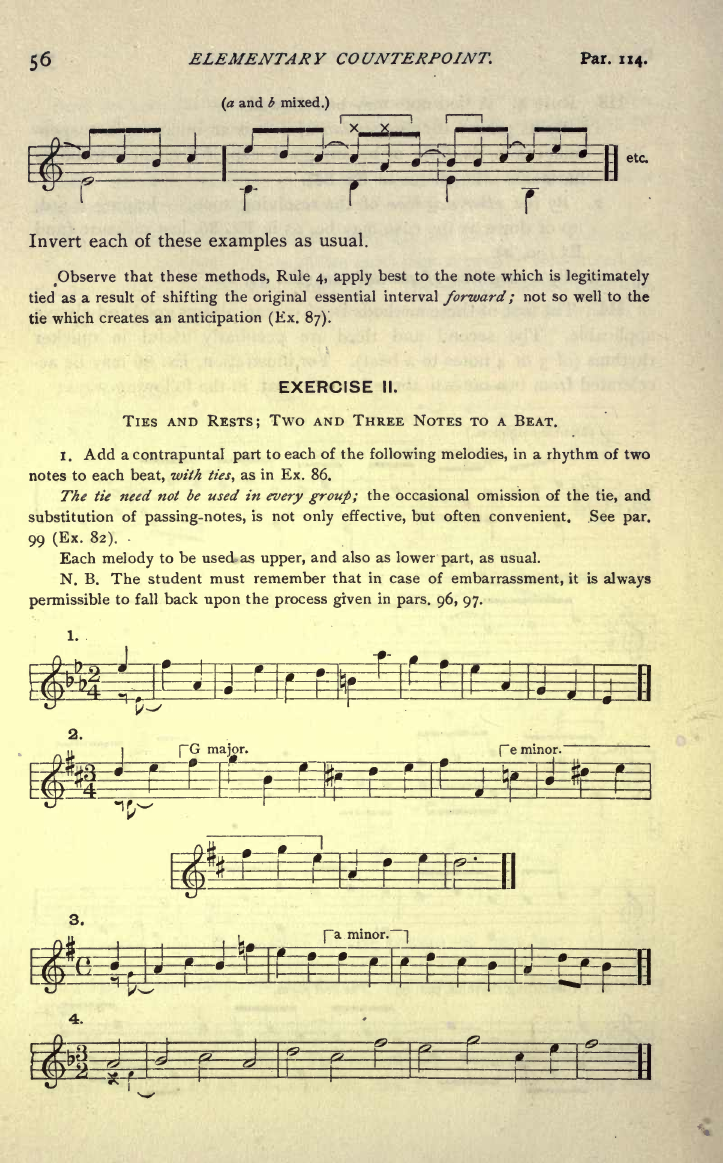 56 ELEMENTARY COUNTERPOINT. Par. 114.
(a and b mixed.)
× ×
etc.
Invert each of these examples as usual.
Observe that these methods, Rule 4, apply best to the note which is legitimately
tied as a result of shifting the original essential interval forward; not so well to the
tie which creates an anticipation (Ex. 87).
EXERCISE II.
TIES AND RESTS; TWO AND THREE NOTES TO A BEAT.
1. Add a contrapuntal part to each of the following melodies, in a rhythm of two
notes to each beat, with ties, as in Ex. 86.
The tie need not be used in every group; the occasional omission of the tie, and
substitution of passing-notes, is not only effective, but often convenient. See par.
99 (Ex. 82).
Each melody to be used as upper, and also as lower part, as usual.
N. B. The student must remember that in case of embarrassment, it is always
permissible to fall back upon the process given in pars. 96, 97.
1.
2
4
2.
G major. e minor.
3
4
3.
a minor.
4.
3
2